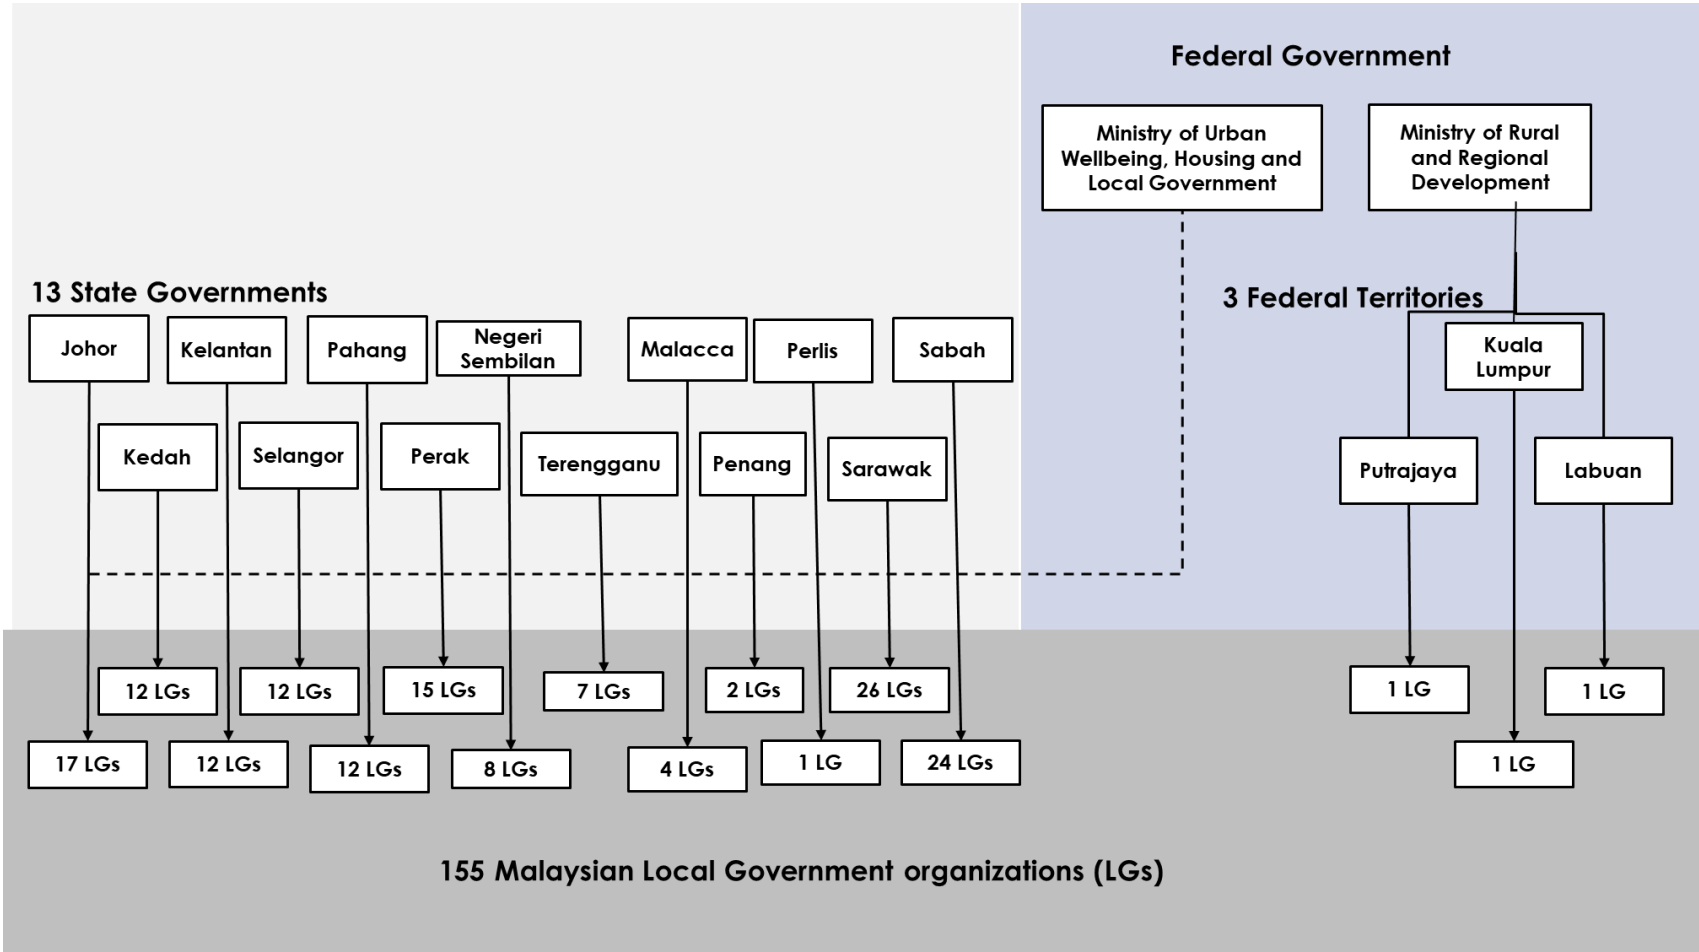 Federal Government
Ministry of Urban
Wellbeing, Housing and
Local Government
Ministry of Rural
and Regional
Development
13 State Governments
3 Federal Territories
Johor
Kelantan
Pahang
Negeri
Sembilan
Malacca
Perlis
Sabah
Kuala
Lumpur
Kedah
Selangor
Perak
Terengganu
Penang
Sarawak
Putrajaya
Labuan
12 LGs
12 LGs
15 LGs
7 LGs
2 LGs
26 LGs
1 LG
1 LG
17 LGs
12 LGs
12 LGs
8 LGs
4 LGs
1 LG
24 LGs
1 LG
155 Malaysian Local Government organizations (LGs)